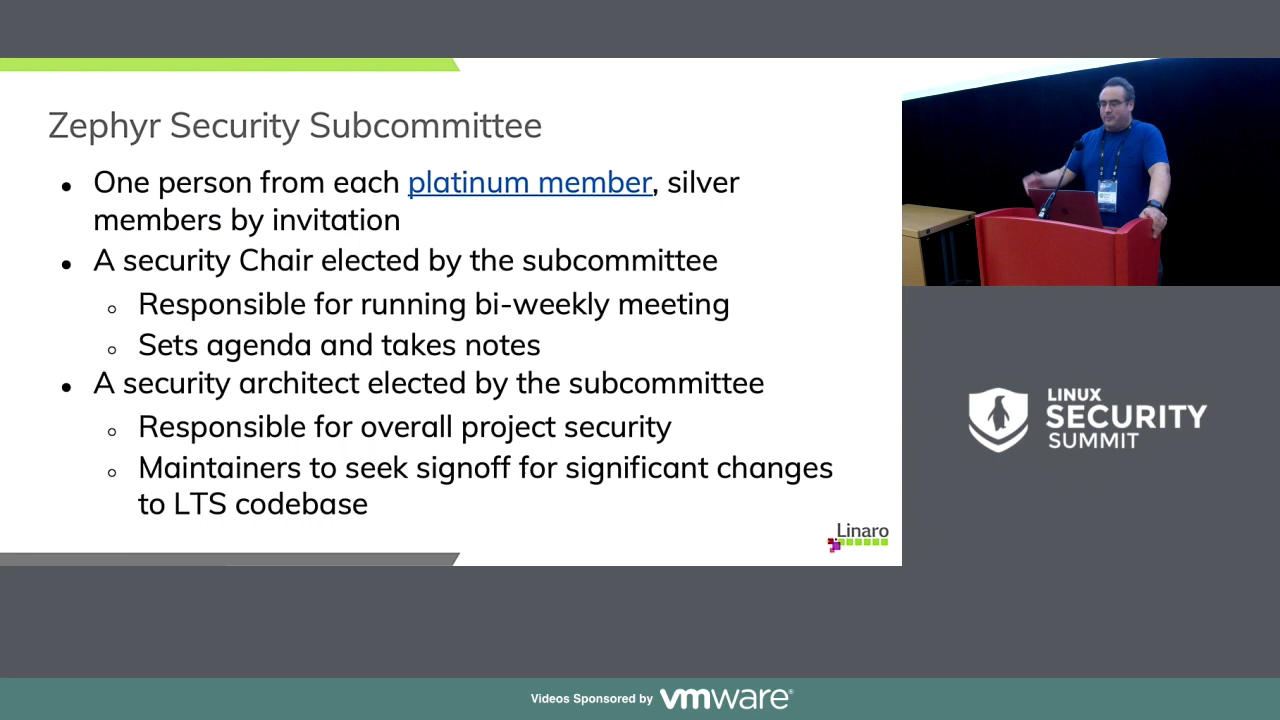 Zephyr Security Subcommittee
● One person from each platinum member, silver
members by invitation
● A security Chair elected by the subcommittee
○ Responsible for running bi-weekly meeting
○ Sets agenda and takes notes
● A security architect elected by the subcommittee
○ Responsible for overall project security
○ Maintainers to seek signoff for significant changes
to LTS codebase
Linaro
LINUX
SECURITY
SUMMIT
Videos Sponsored by vmware®